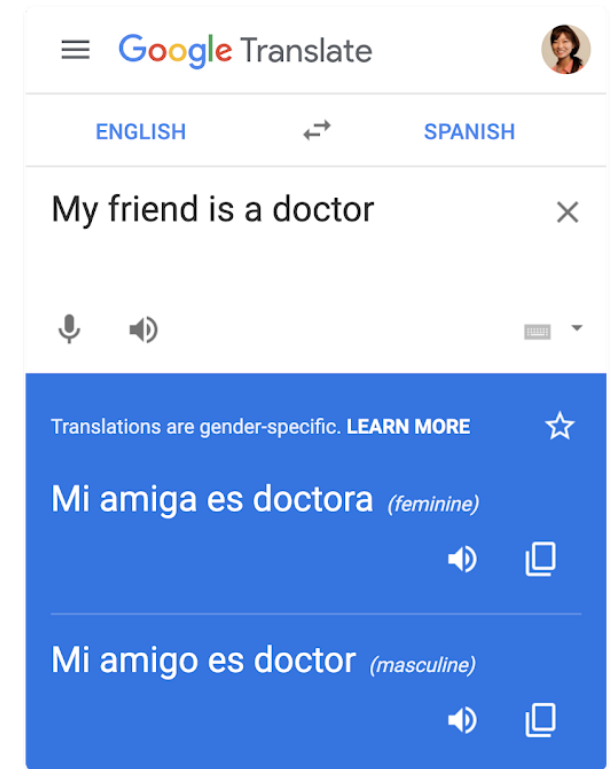 Google Translate
ENGLISH SPANISH
My friend is a doctor
Translations are gender-specific. LEARN MORE
Mi amiga es doctora (feminine)
Mi amigo es doctor (masculine)